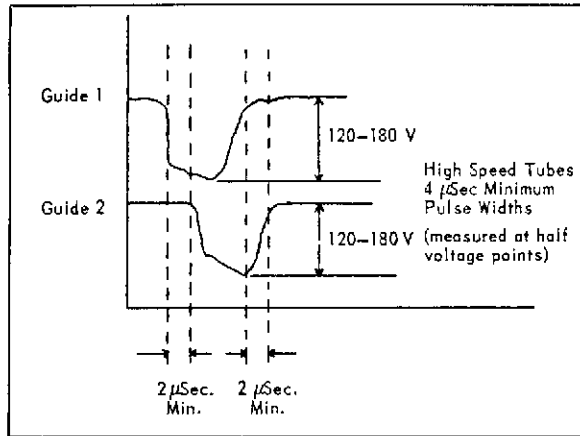 Guide 1
120-180 V
High Speed Tubes
4 μSec Minimum
Pulse Widths
(measured at half
voltage points)
Guide 2
120-180 V
2 μSec.
Min.
2 μSec.
Min.